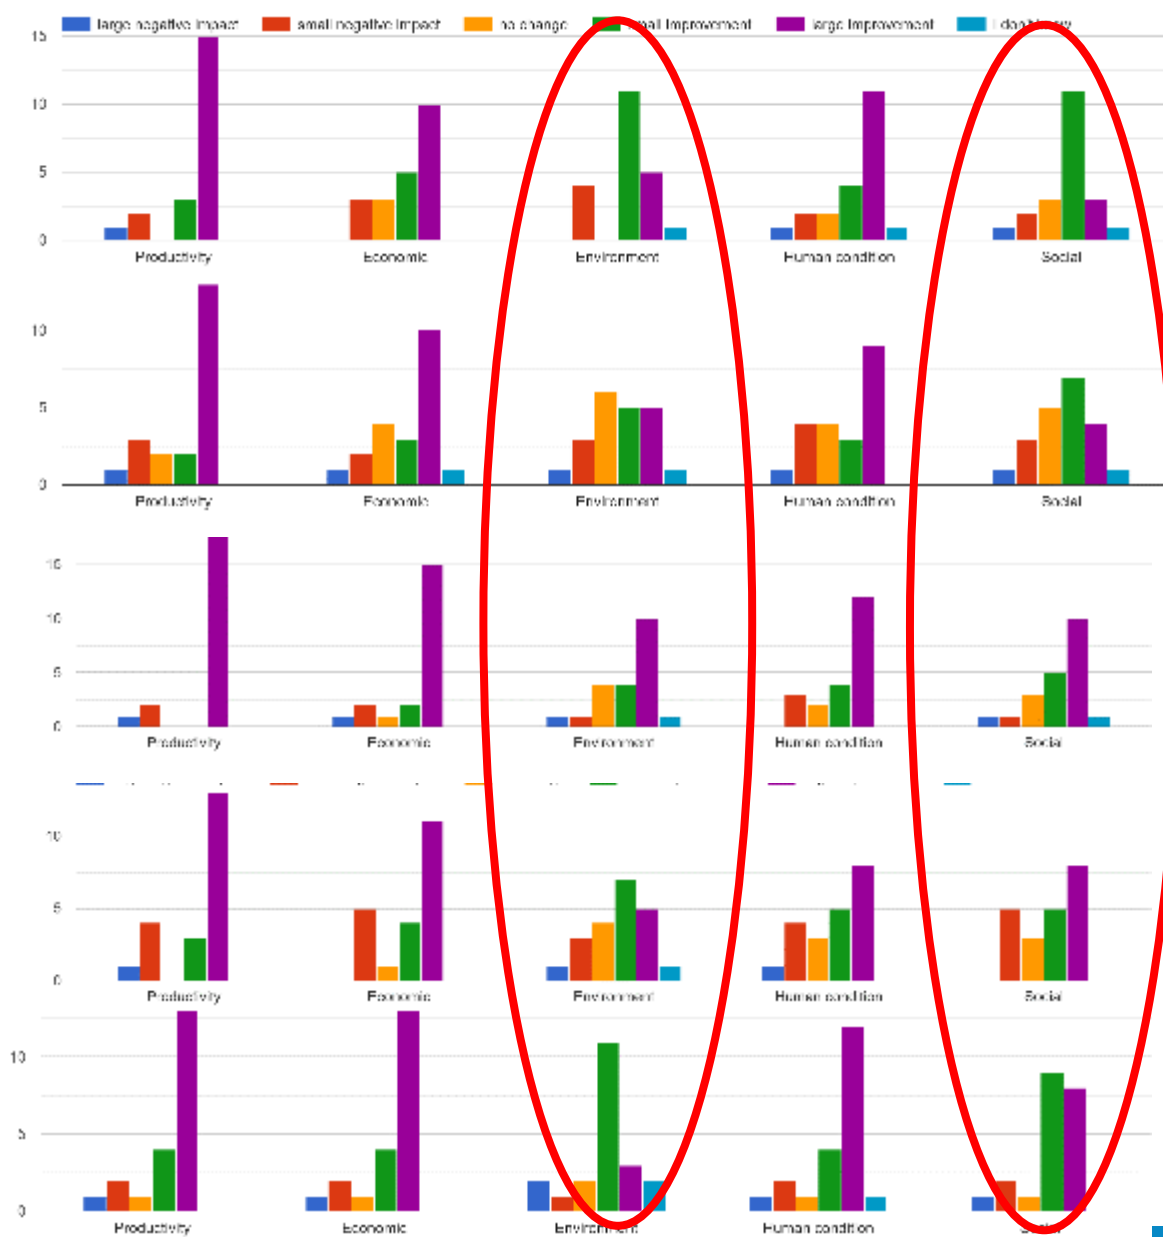 large negative impact small negative impact no change small improvement large improvement I don't know
15
10
5
0
Productivity Economic Environment Human condition Social
10
5
0
Productivity Economic Environment Human condition Social
15
10
5
0
Productivity Economic Environment Human condition Social
10
5
0
Productivity Economic Environment Human condition Social
10
5
0
Productivity Economic Environment Human condition Social